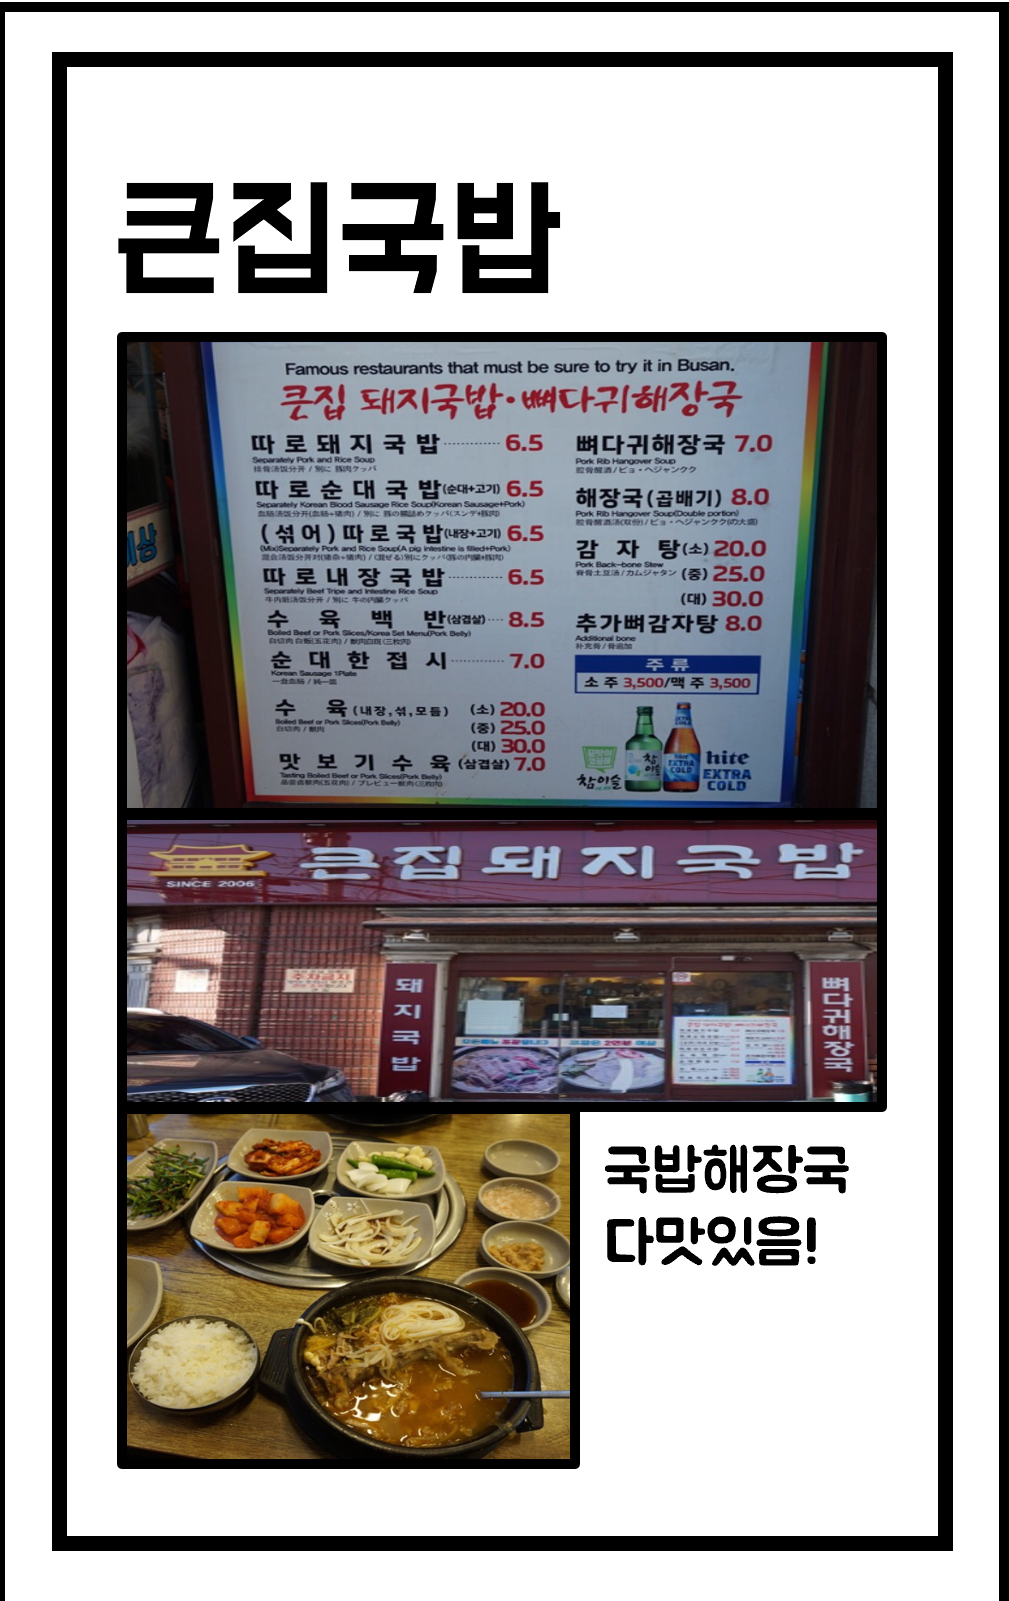 큰집국밥
Famous restaurants that must be sure to try it in Busan.
큰집 돼지국밥·뼈다귀해장국
따로돼지국밥 6.5
Separately Pork and Rice Soup
따로순대국밥(순대+고기) 6.5
Separately Korean Blood Sausage Rice Soup(Korean Sausage+Pork)
(섞어)따로국밥(내장+고기) 6.5
(Mix)Separately Pork and Rice Soup(A pig intestine is filled+Pork)
따로내장국밥 6.5
Separately Beef Tripe and Intestine Rice Soup
수육백반(삼겹살) 8.5
Boiled Beef or Pork Slices/Korea Set Menu(Pork Belly)
순대한접시 7.0
Korean Sausage 1Plate
수육(내장,섞,모듬) (소) 20.0
Boiled Beef or Pork Slices(Pork Belly)
(중) 25.0
(대) 30.0
맛보기수육(삼겹살) 7.0
Tasting Boiled Beef or Pork Slices(Pork Belly)
뼈다귀해장국 7.0
Pork Rib Hangover Soup
해장국(곱배기) 8.0
Pork Rib Hangover Soup(Double portion)
감자탕(소) 20.0
Pork Back-bone Stew
(중) 25.0
(대) 30.0
추가뼈감자탕 8.0
Additional bone
补充骨/骨追加
주류
소주 3,500/맥주 3,500
참이슬
hite
EXTRA
COLD
SINCE 2006
큰집돼지국밥
주차금지
돼지국밥
뼈다귀해장국
국밥해장국
다맛있음!